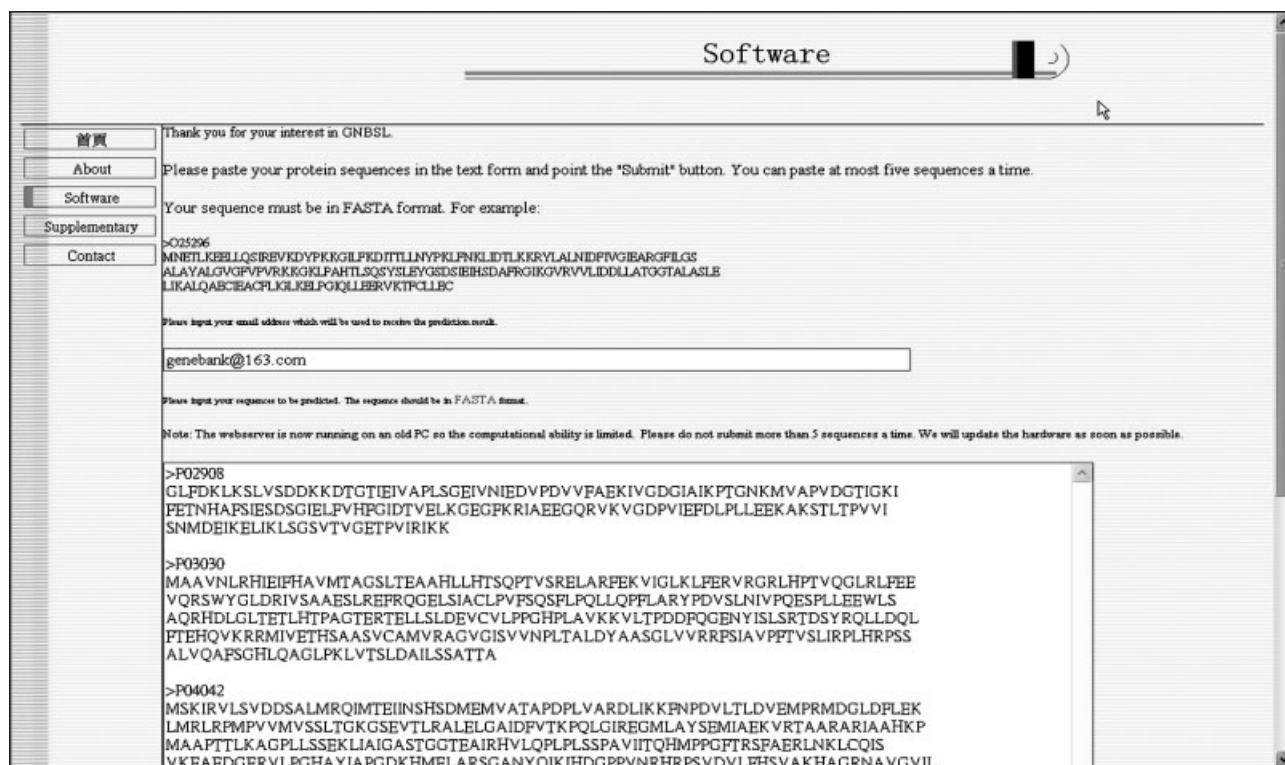 Software
首頁
About
Software
Supplementary
Contact
Thank you for your interest in GNBSL.
Please paste your protein sequences in the text form and point the "Submit" button. You can paste at most five sequences a time.
Your sequence must be in FASTA format. For example:
>O25296
MNETLKEELLQSIREVKDYPKKGILFKDITTLLNYPKLFNKLIDTLKKRYLALNIDFIVGIEARGFILGS
ALAYALGVGFVPVRKKGKLPAHTLSQSYSLEYGSDSIEIHSDAFRGIKGVRVVLIDDLLATGGTALASLE
LIKALQAECIEACFLIGLKELPGIQLLEERVKTFCLLEC
Please input your email address which will be used to receive the prediction result.
genebank@163.com
Please input your sequences to be predicted. The sequence should be in FASTA format.
Note: The webserver is now running on an old PC so the computational ability is limited. Please do not submit more than 5 sequences a time. We will update the hardware as soon as possible.
>P02908
GLFDKLKSLVSDDKKDTGTIEIVAPLSGEIVNIEDVPDVVFAEKIVGDGIAIKPTGNKMVAPVDGTIGKI
FETNHAFSIESDSGIELFVHFGIDTVELKGEGFKRIAEEGQRVKVGDPVIEFDLPLLEEKAKSTLTPVVI
SNMDEIKELIKLSGSVTVGETPVIRIKK
>P03030
MAAVNLRHIEIFHAVMTAGSLTEAAHLLHTSQPTVSRELARFEKVIGLKLFERVRGRLHPTVQGLRLFEE
VQRSWYGLDRIVSAAESLREFRQGELSIACLPVFSQSFLPQLLQPFLARYPDVSLNIVPQESPLLEEWLS
AQRHDLGLTETLHTPAGTERTELLSLDEVCVLPPGHPLAVKKVLTPDDFQGENYISLSRTDSYRQLLDQL
FTEHQVKRRMIVETHSAASVCAMVRAGVGISVVNPLTALDYAASGLVVRRFSIAVPFTVSLIRPLHRPSS
ALVQAFSGHLQAGLPKLVTSLDAILSSATTA
>P04042
MSKIRVLSVDDSALMRQIMTEIINSHSDMEMVATAPDPLVARDLIKKFNPDVLTLDVEMPRMDGLDFLEK
LMRLRPMPVVMVSSLTGKGSEVTLRALELGAIDFVTKPQLGIREGMLAYSEMIAEKVRTAARARIAAHKP
MAAPTTLKAGPLLSSEKLIAIGASTGGTEAIRHVLQPLPLSSPAVIITQHMPPGFTRSFAERLNKLCQIS
VKEAEDGERVLPGHAYIAPGDKHMELARSGANYQIKIHDGPPVNRHRPSVDVLFHSVAKHAGRNAVGVIL